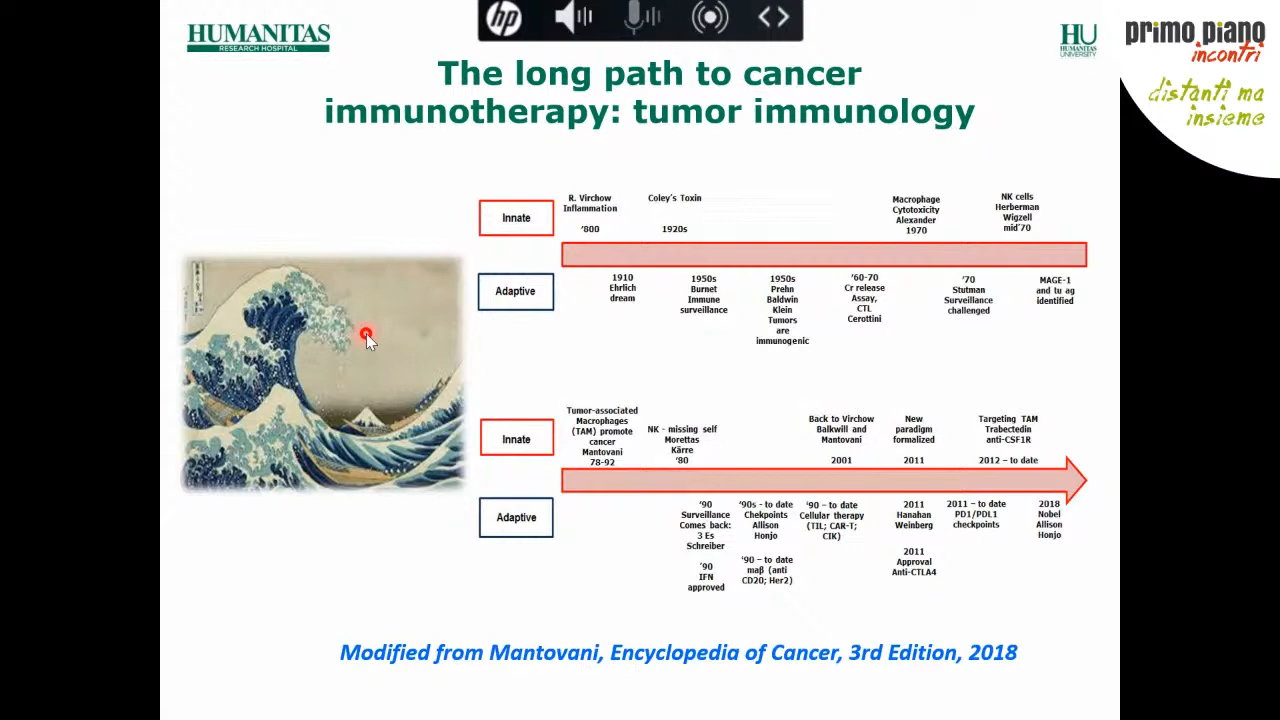 HUMANITAS
RESEARCH HOSPITAL
hp
HU
HUMANITAS
UNIVERSITY
primo piano
incontri
distanti ma
insieme
The long path to cancer
immunotherapy: tumor immunology
Innate
R. Virchow
Inflammation
‘800
Coley’s Toxin
1920s
Macrophage
Cytotoxicity
Alexander
1970
NK cells
Herberman
Wigzell
mid’70
Adaptive
1910
Ehrlich
dream
1950s
Burnet
Immune
surveillance
1950s
Prehn
Baldwin
Klein
Tumors
are
immunogenic
‘60-70
Cr release
Assay,
CTL
Cerottini
‘70
Stutman
Surveillance
challenged
MAGE-1
and tu ag
identified
Innate
Tumor-associated
Macrophages
(TAM) promote
cancer
Mantovani
78-92
NK - missing self
Morettas
Kärre
‘80
Back to Virchow
Balkwill and
Mantovani
2001
New
paradigm
formalized
2011
Targeting TAM
Trabectedin
anti-CSF1R
2012 – to date
Adaptive
‘90
Surveillance
Comes back:
3 Es
Schreiber
‘90
IFN
approved
‘90s - to date
Chekpoints
Allison
Honjo
‘90 – to date
maβ (anti
CD20; Her2)
‘90 – to date
Cellular therapy
(TIL; CAR-T;
CIK)
2011
Hanahan
Weinberg
2011
Approval
Anti-CTLA4
2011 – to date
PD1/PDL1
checkpoints
2018
Nobel
Allison
Honjo
Modified from Mantovani, Encyclopedia of Cancer, 3rd Edition, 2018